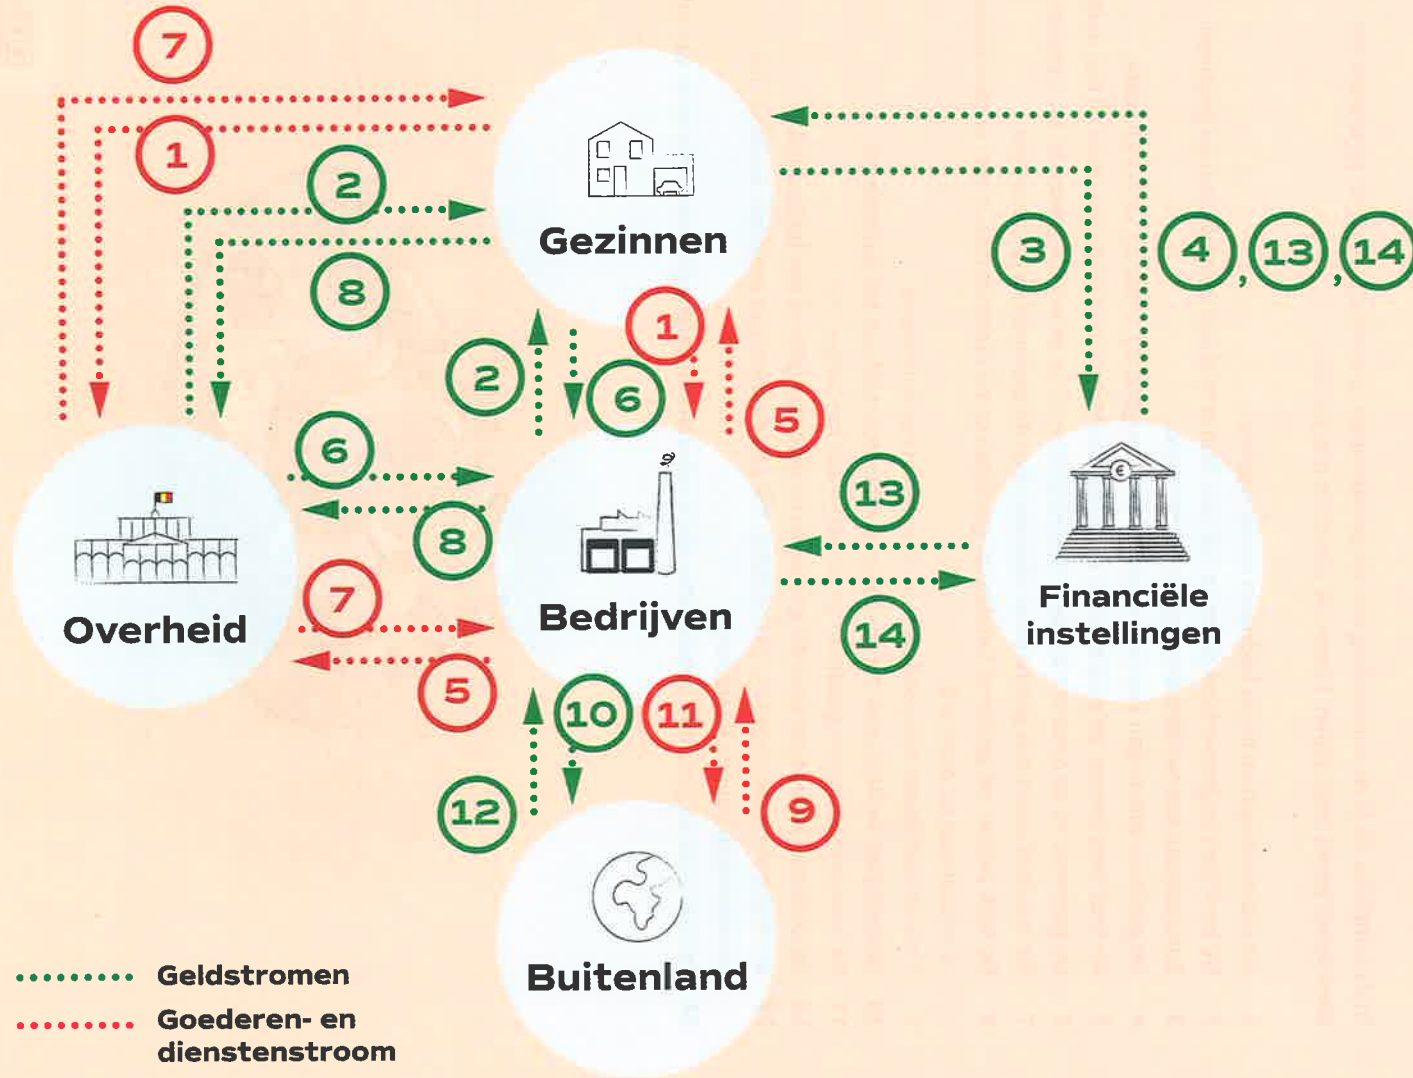 7
1
2
8
Gezinnen
3
4, 13, 14
1
2
6
5
6
8
7
5
Overheid
Bedrijven
13
14
€
Financiële
instellingen
10
11
12
9
Buitenland
Geldstromen
Goederen- en
dienstenstroom